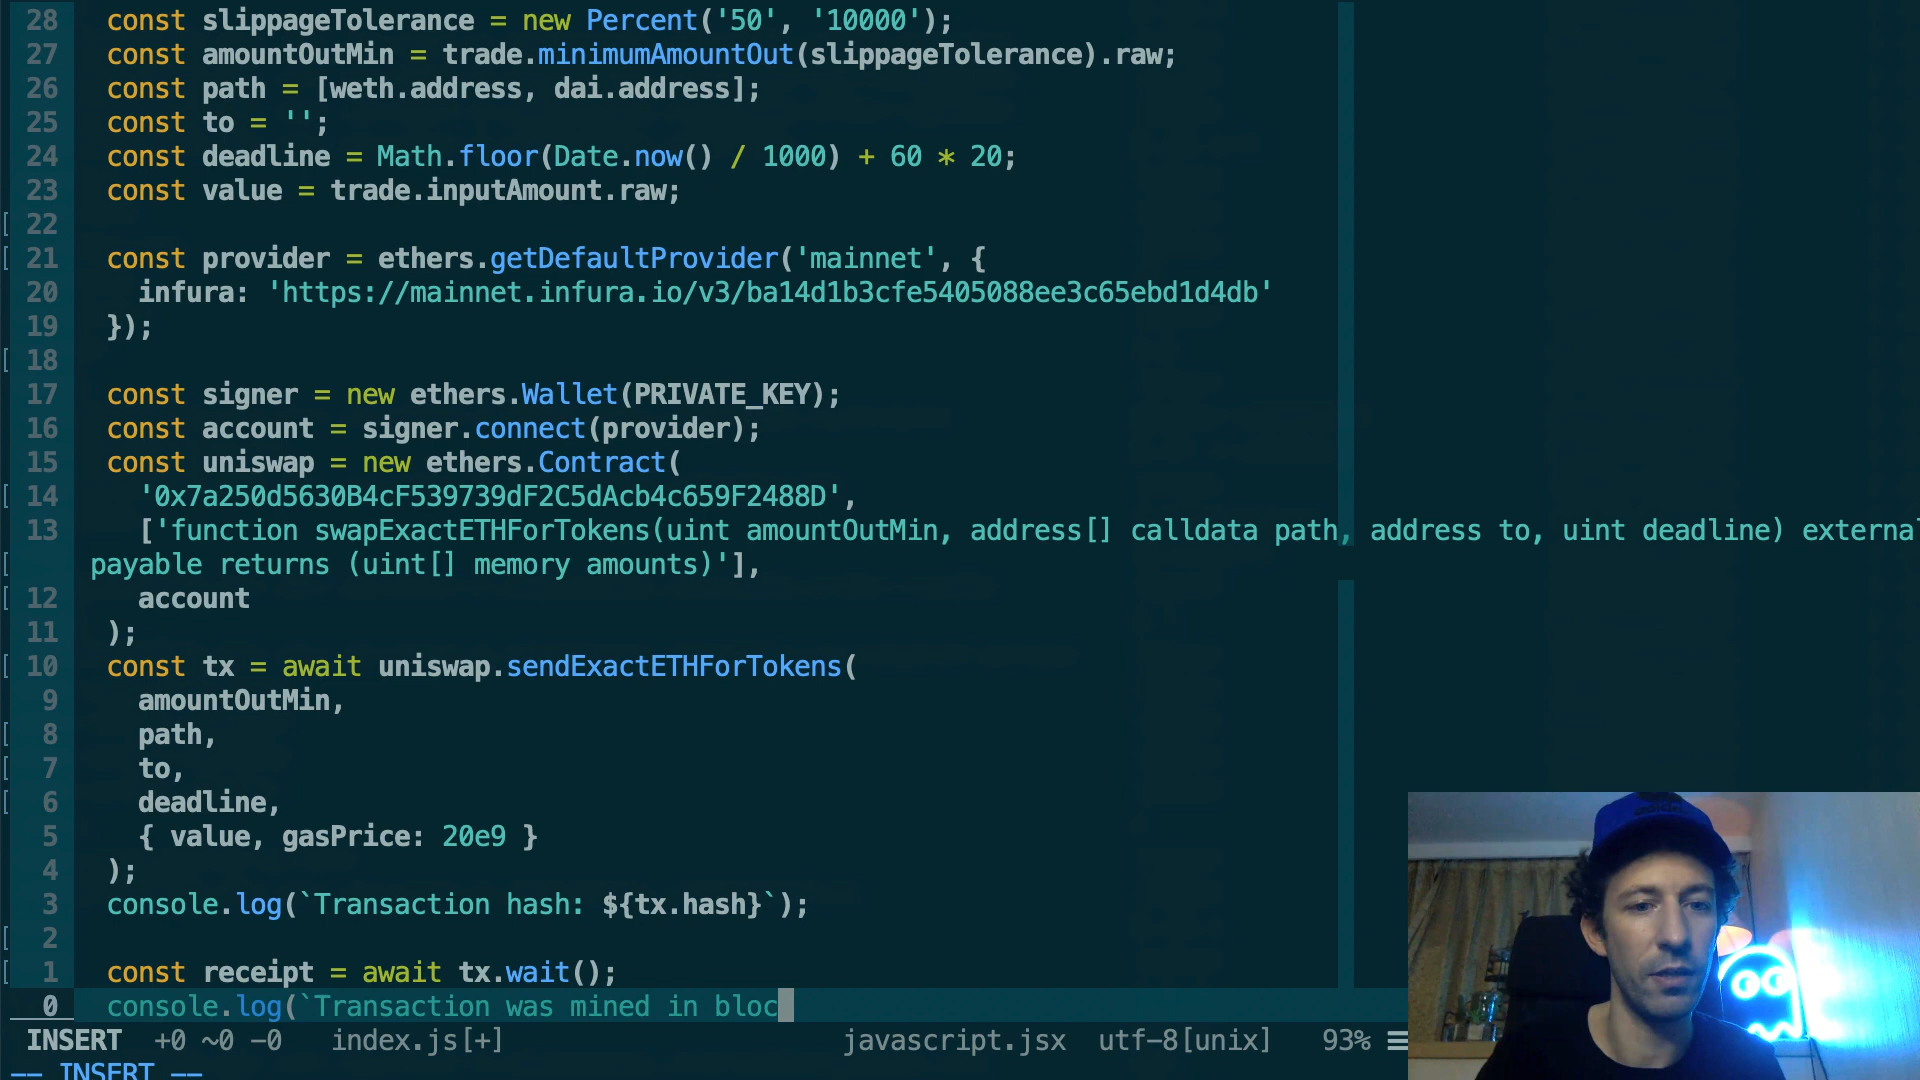 28 const slippageTolerance = new Percent('50', '10000');
27 const amountOutMin = trade.minimumAmountOut(slippageTolerance).raw;
26 const path = [weth.address, dai.address];
25 const to = '';
24 const deadline = Math.floor(Date.now() / 1000) + 60 * 20;
23 const value = trade.inputAmount.raw;
22
21 const provider = ethers.getDefaultProvider('mainnet', {
20 infura: 'https://mainnet.infura.io/v3/ba14d1b3cfe5405088ee3c65ebd1d4db'
19 });
18
17 const signer = new ethers.Wallet(PRIVATE_KEY);
16 const account = signer.connect(provider);
15 const uniswap = new ethers.Contract(
14 '0x7a250d5630B4cF539739dF2C5dAcb4c659F2488D',
13 ['function swapExactETHForTokens(uint amountOutMin, address[] calldata path, address to, uint deadline) externa
payable returns (uint[] memory amounts)'],
12 account
11 );
10 const tx = await uniswap.sendExactETHForTokens(
9 amountOutMin,
8 path,
7 to,
6 deadline,
5 { value, gasPrice: 20e9 }
4 );
3 console.log(`Transaction hash: ${tx.hash}`);
2
1 const receipt = await tx.wait();
0 console.log(`Transaction was mined in bloc
INSERT +0 ~0 -0 index.js[+] javascript.jsx utf-8[unix] 93% ☰
-- INSERT --